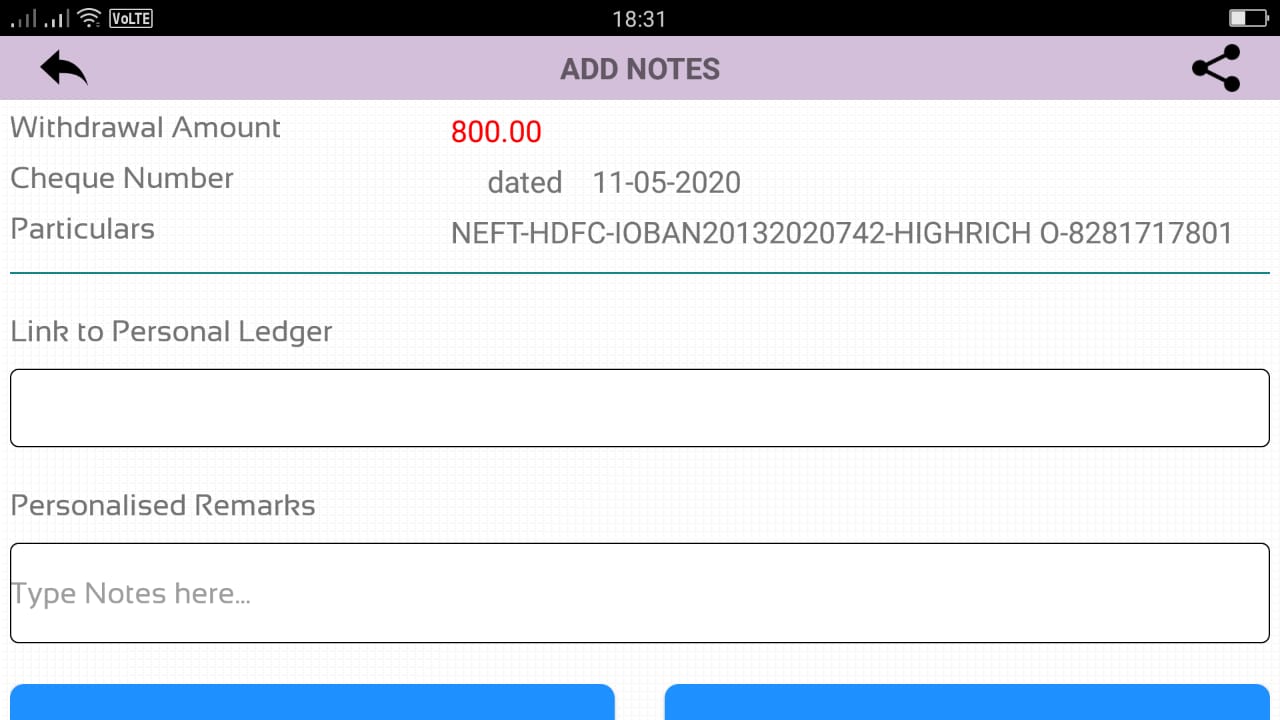 VoLTE 18:31
ADD NOTES
Withdrawal Amount 800.00
Cheque Number dated 11-05-2020
Particulars NEFT-HDFC-IOBAN20132020742-HIGHRICH O-8281717801
Link to Personal Ledger
Personalised Remarks
Type Notes here...